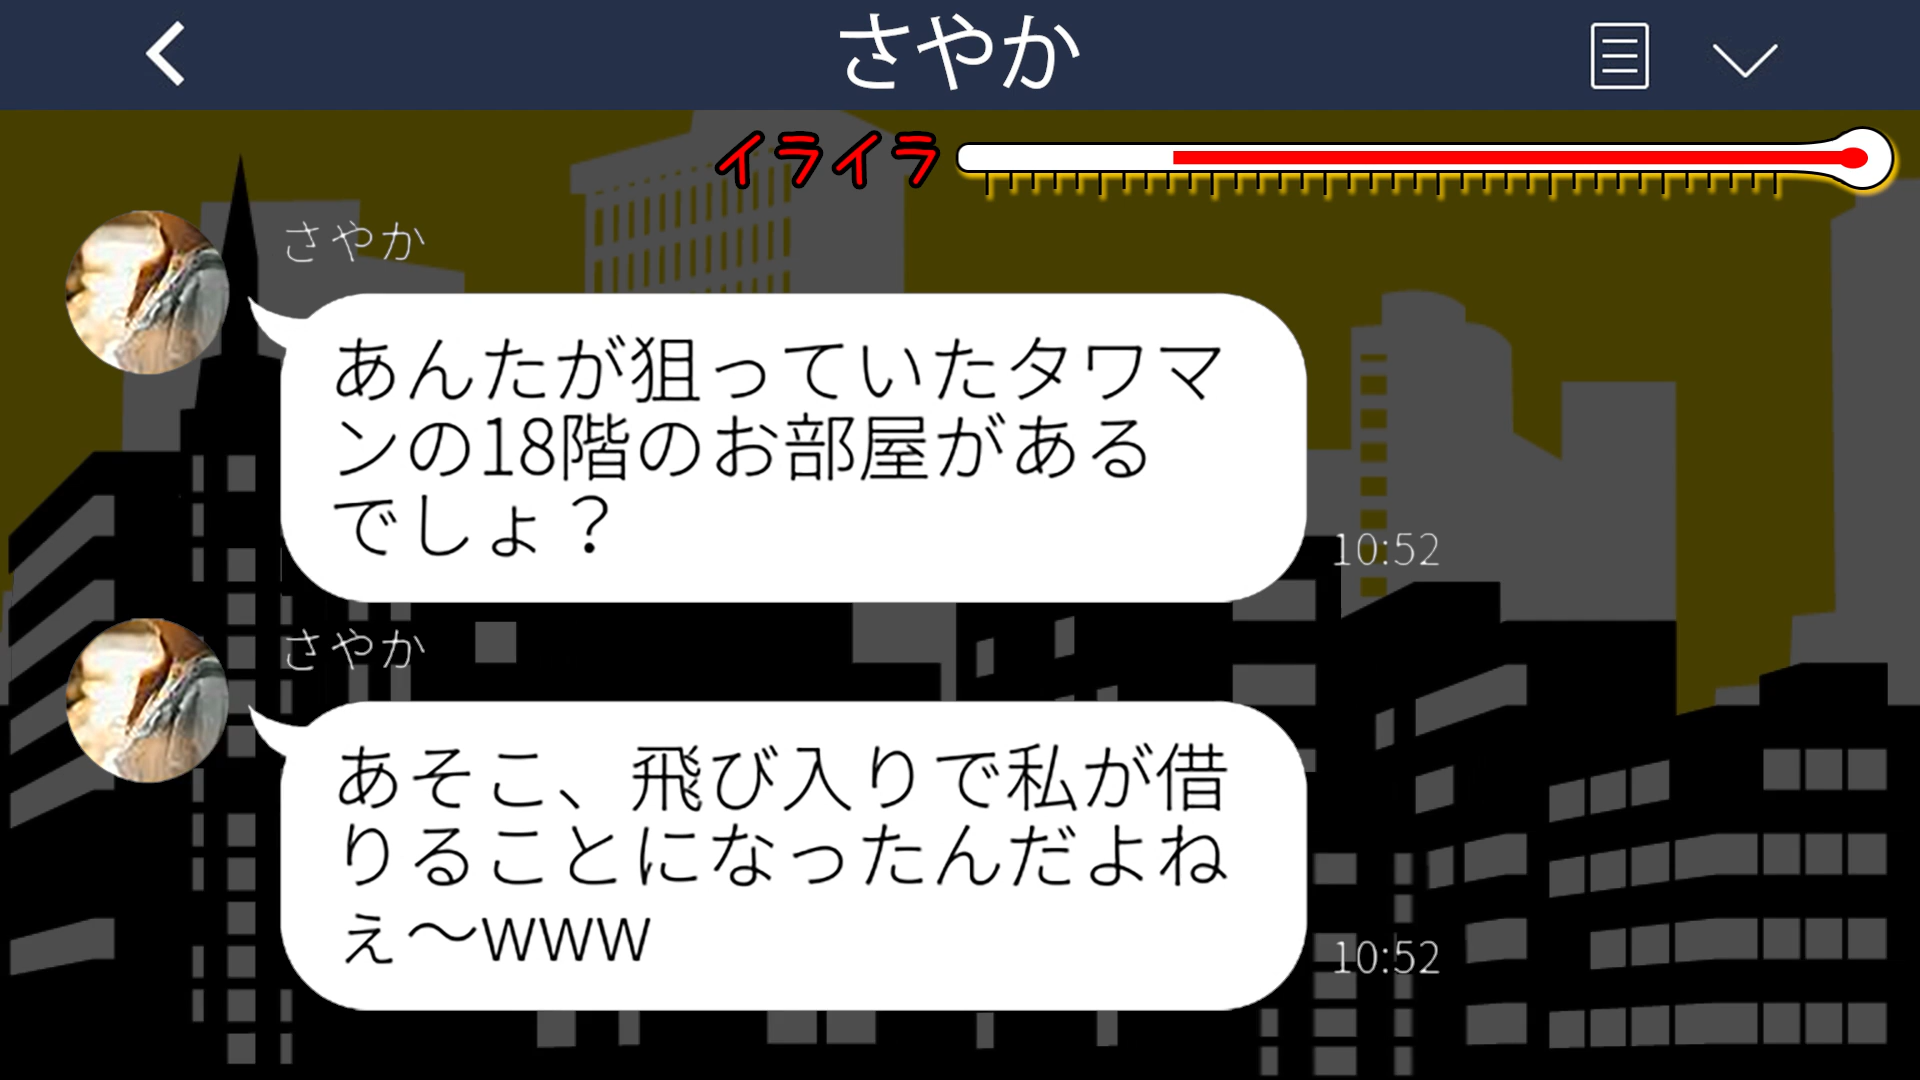 さやか
イライラ
さやか
あんたが狙っていたタワマ
ンの18階のお部屋がある
でしょ？
10:52
さやか
あそこ、飛び入りで私が借
りることになったんだよね
ぇ～WWW
10:52